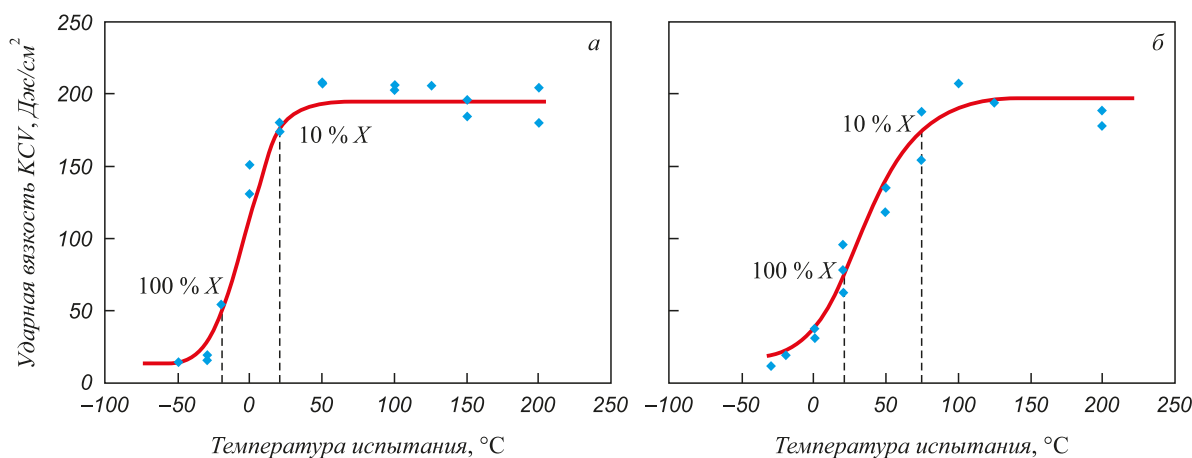 Ударная вязкость KCV, Дж/см²
250
200
150
100
50
0
–100
–50
0
50
100
150
200
250
Температура испытания, °C
а
10 % X
100 % X
–100
–50
0
50
100
150
200
250
Температура испытания, °C
б
10 % X
100 % X